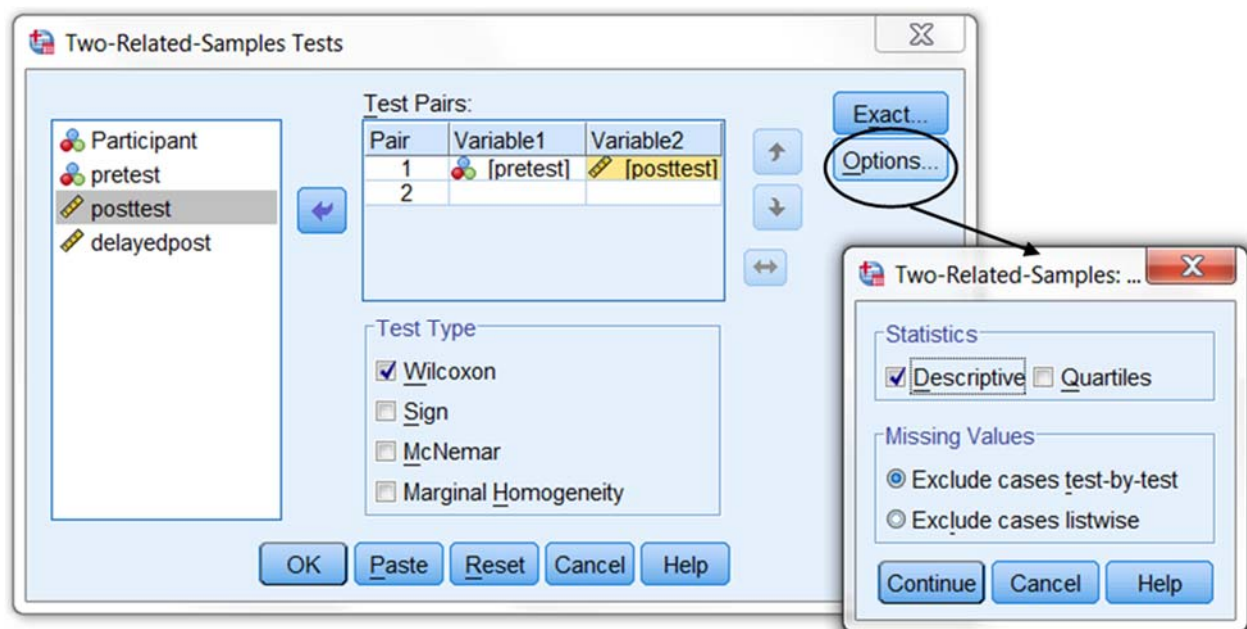 Two-Related-Samples Tests
Participant
pretest
posttest
delayedpost
Test Pairs:
Pair Variable1 Variable2
1 [pretest] [posttest]
2
Exact...
Options...
Test Type
Wilcoxon
Sign
McNemar
Marginal Homogeneity
OK Paste Reset Cancel Help
Two-Related-Samples: ...
Statistics
Descriptive Quartiles
Missing Values
Exclude cases test-by-test
Exclude cases listwise
Continue Cancel Help